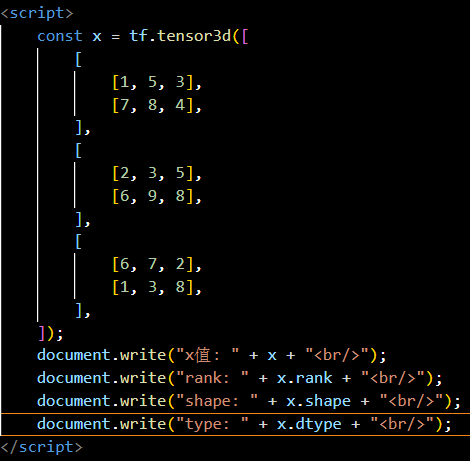 <script>
const x = tf.tensor3d([
[
[1, 5, 3],
[7, 8, 4],
],
[
[2, 3, 5],
[6, 9, 8],
],
[
[6, 7, 2],
[1, 3, 8],
],
]);
document.write("x值: " + x + "<br/>");
document.write("rank: " + x.rank + "<br/>");
document.write("shape: " + x.shape + "<br/>");
document.write("type: " + x.dtype + "<br/>");
</script>